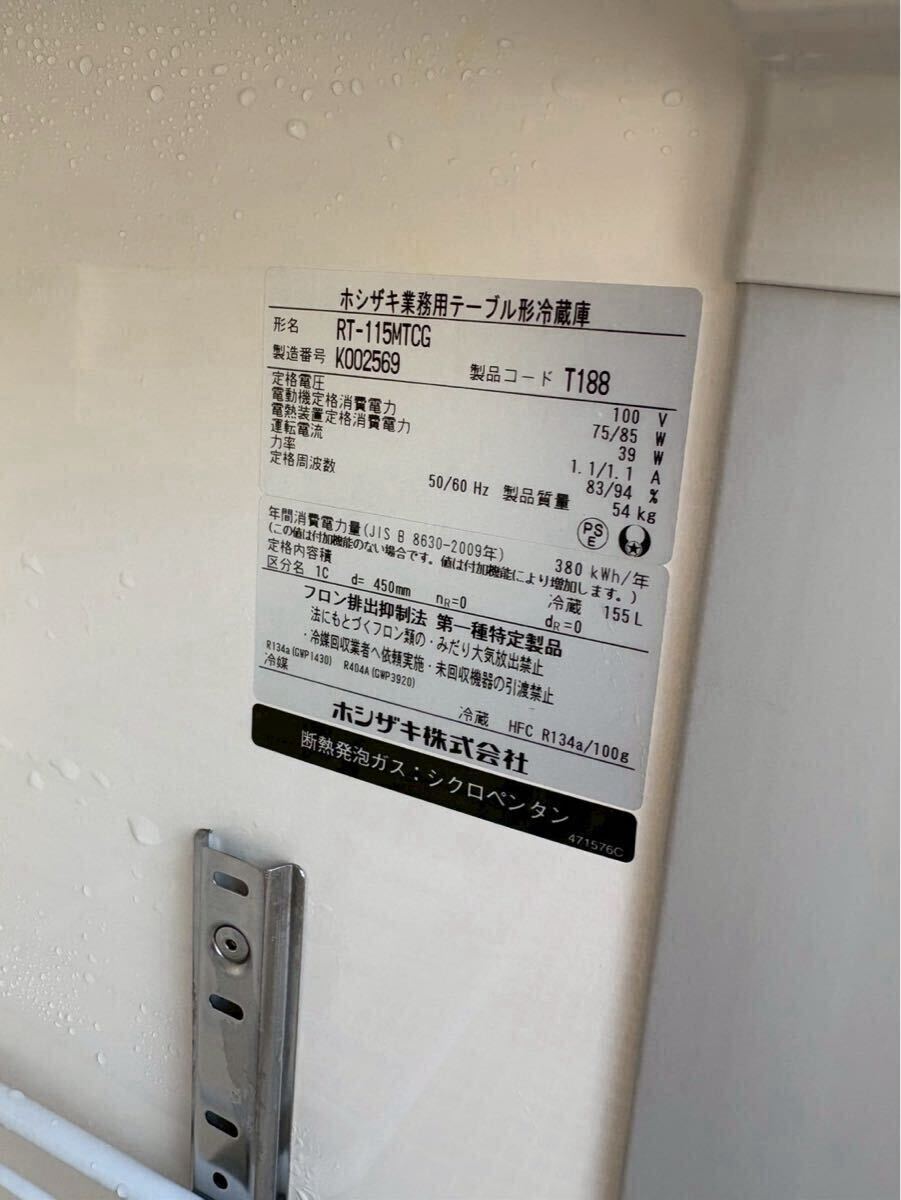 ホシザキ業務用テーブル形冷蔵庫
形名 RT-115MTCG
製造番号 K002569 製品コード T188
定格電圧 100 V
電動機定格消費電力 75/85 W
電熱装置定格消費電力 39 W
運転電流 1.1/1.1 A
力率 83/94 %
定格周波数 50/60 Hz 製品質量 54 kg
PS
E
年間消費電力量(JIS B 8630-2009年) 380 kWh/年
(この値は付加機能のない場合です。値は付加機能により増加します。)
定格内容積 冷蔵 155 L
区分名 1C d= 450mm nR=0 dR=0
フロン排出抑制法 第一種特定製品
法にもとづくフロン類の・みだり大気放出禁止
・冷媒回収業者へ依頼実施・未回収機器の引渡禁止
R134a(GWP1430) R404A(GWP3920)
冷媒 冷蔵 HFC R134a/100g
ホシザキ株式会社
断熱発泡ガス：シクロペンタン
471576C